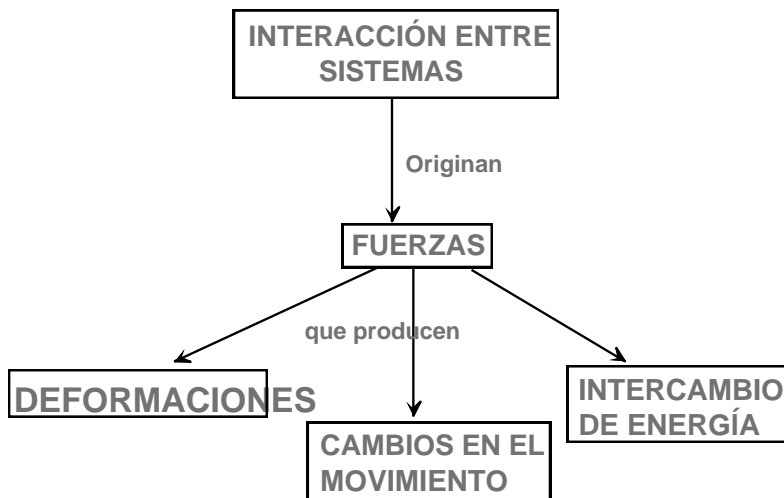 INTERACCIÓN ENTRE
SISTEMAS
Originan
FUERZAS
que producen
DEFORMACIONES
INTERCAMBIO
DE ENERGÍA
CAMBIOS EN EL
MOVIMIENTO